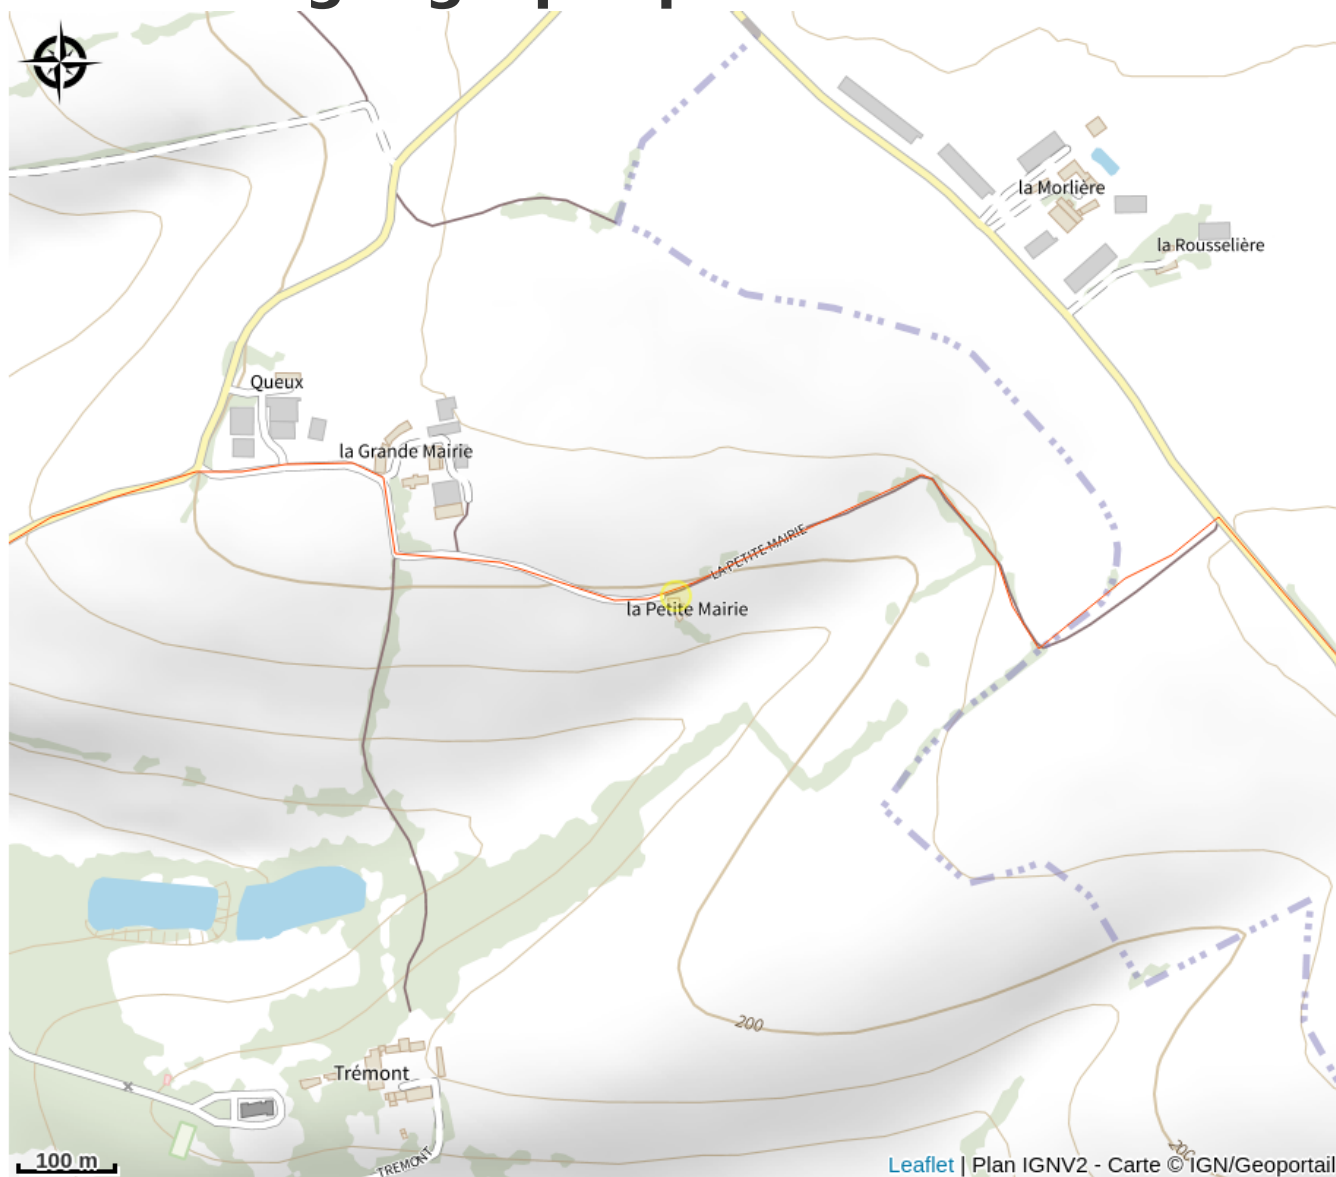 la Morlière
la Rousselière
Queux
la Grande Mairie
LA PETITE MAIRIE
la Petite Mairie
200
Trémont
TREMONT
200
100 m
Leaflet | Plan IGNV2 - Carte © IGN/Geoportail